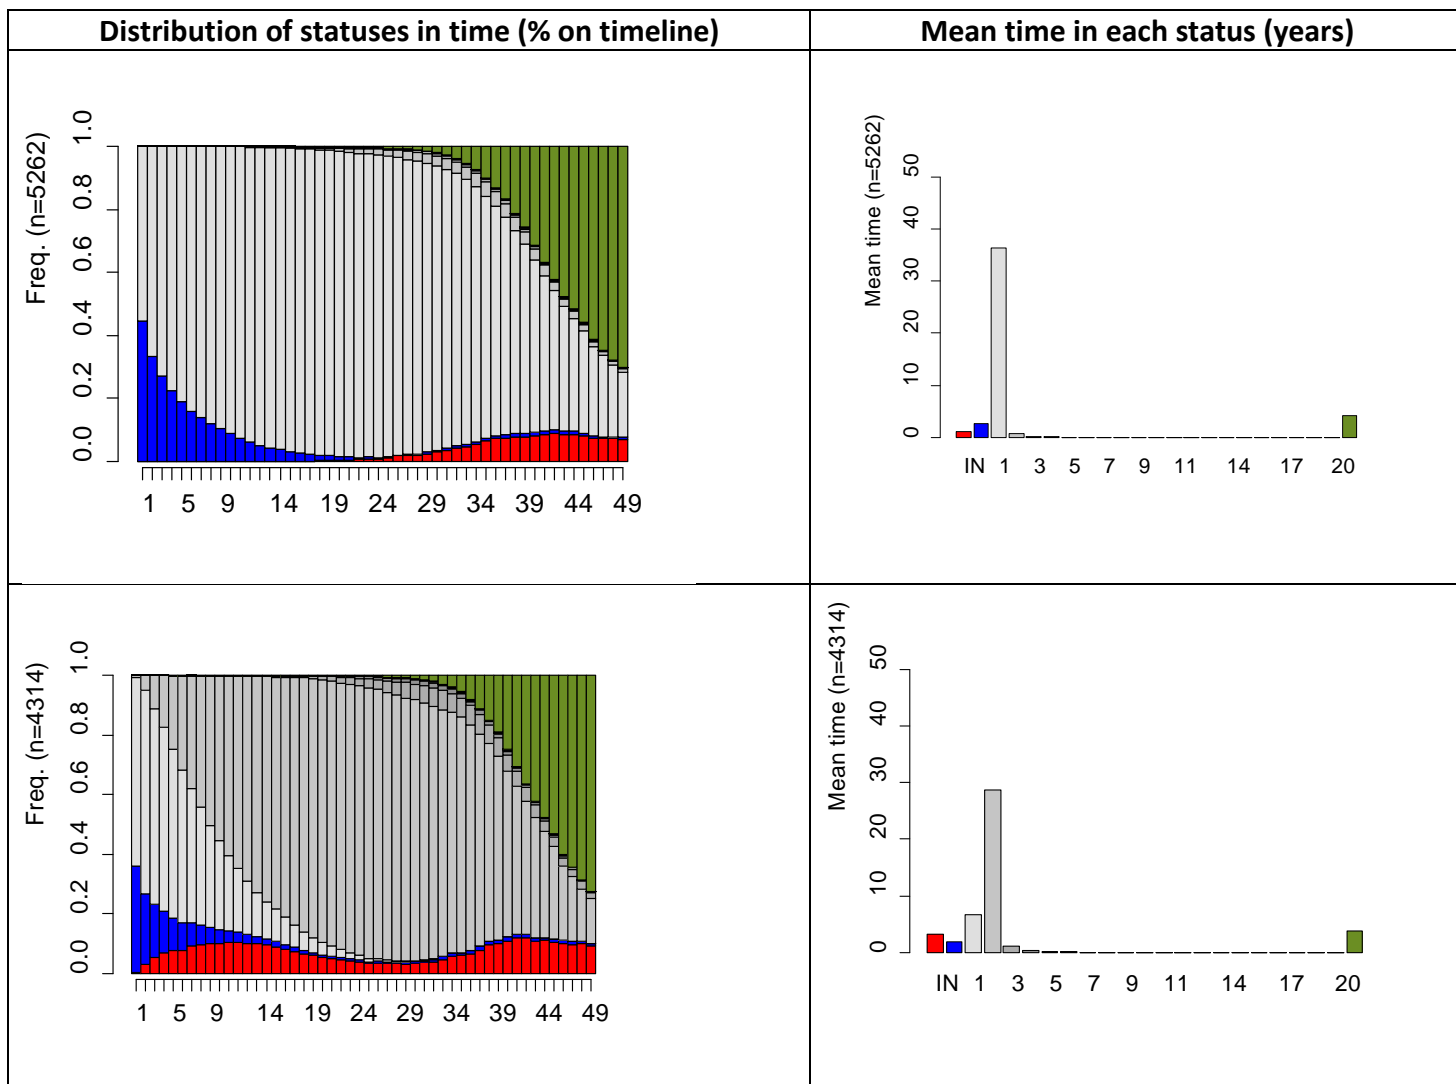 Distribution of statuses in time (% on timeline)
Mean time in each status (years)
Freq. (n=5262)
0.0 0.2 0.4 0.6 0.8 1.0
1 5 9 14 19 24 29 34 39 44 49
Mean time (n=5262)
0 10 20 30 40 50
IN 1 3 5 7 9 11 14 17 20
Freq. (n=4314)
0.0 0.2 0.4 0.6 0.8 1.0
1 5 9 14 19 24 29 34 39 44 49
Mean time (n=4314)
0 10 20 30 40 50
IN 1 3 5 7 9 11 14 17 20